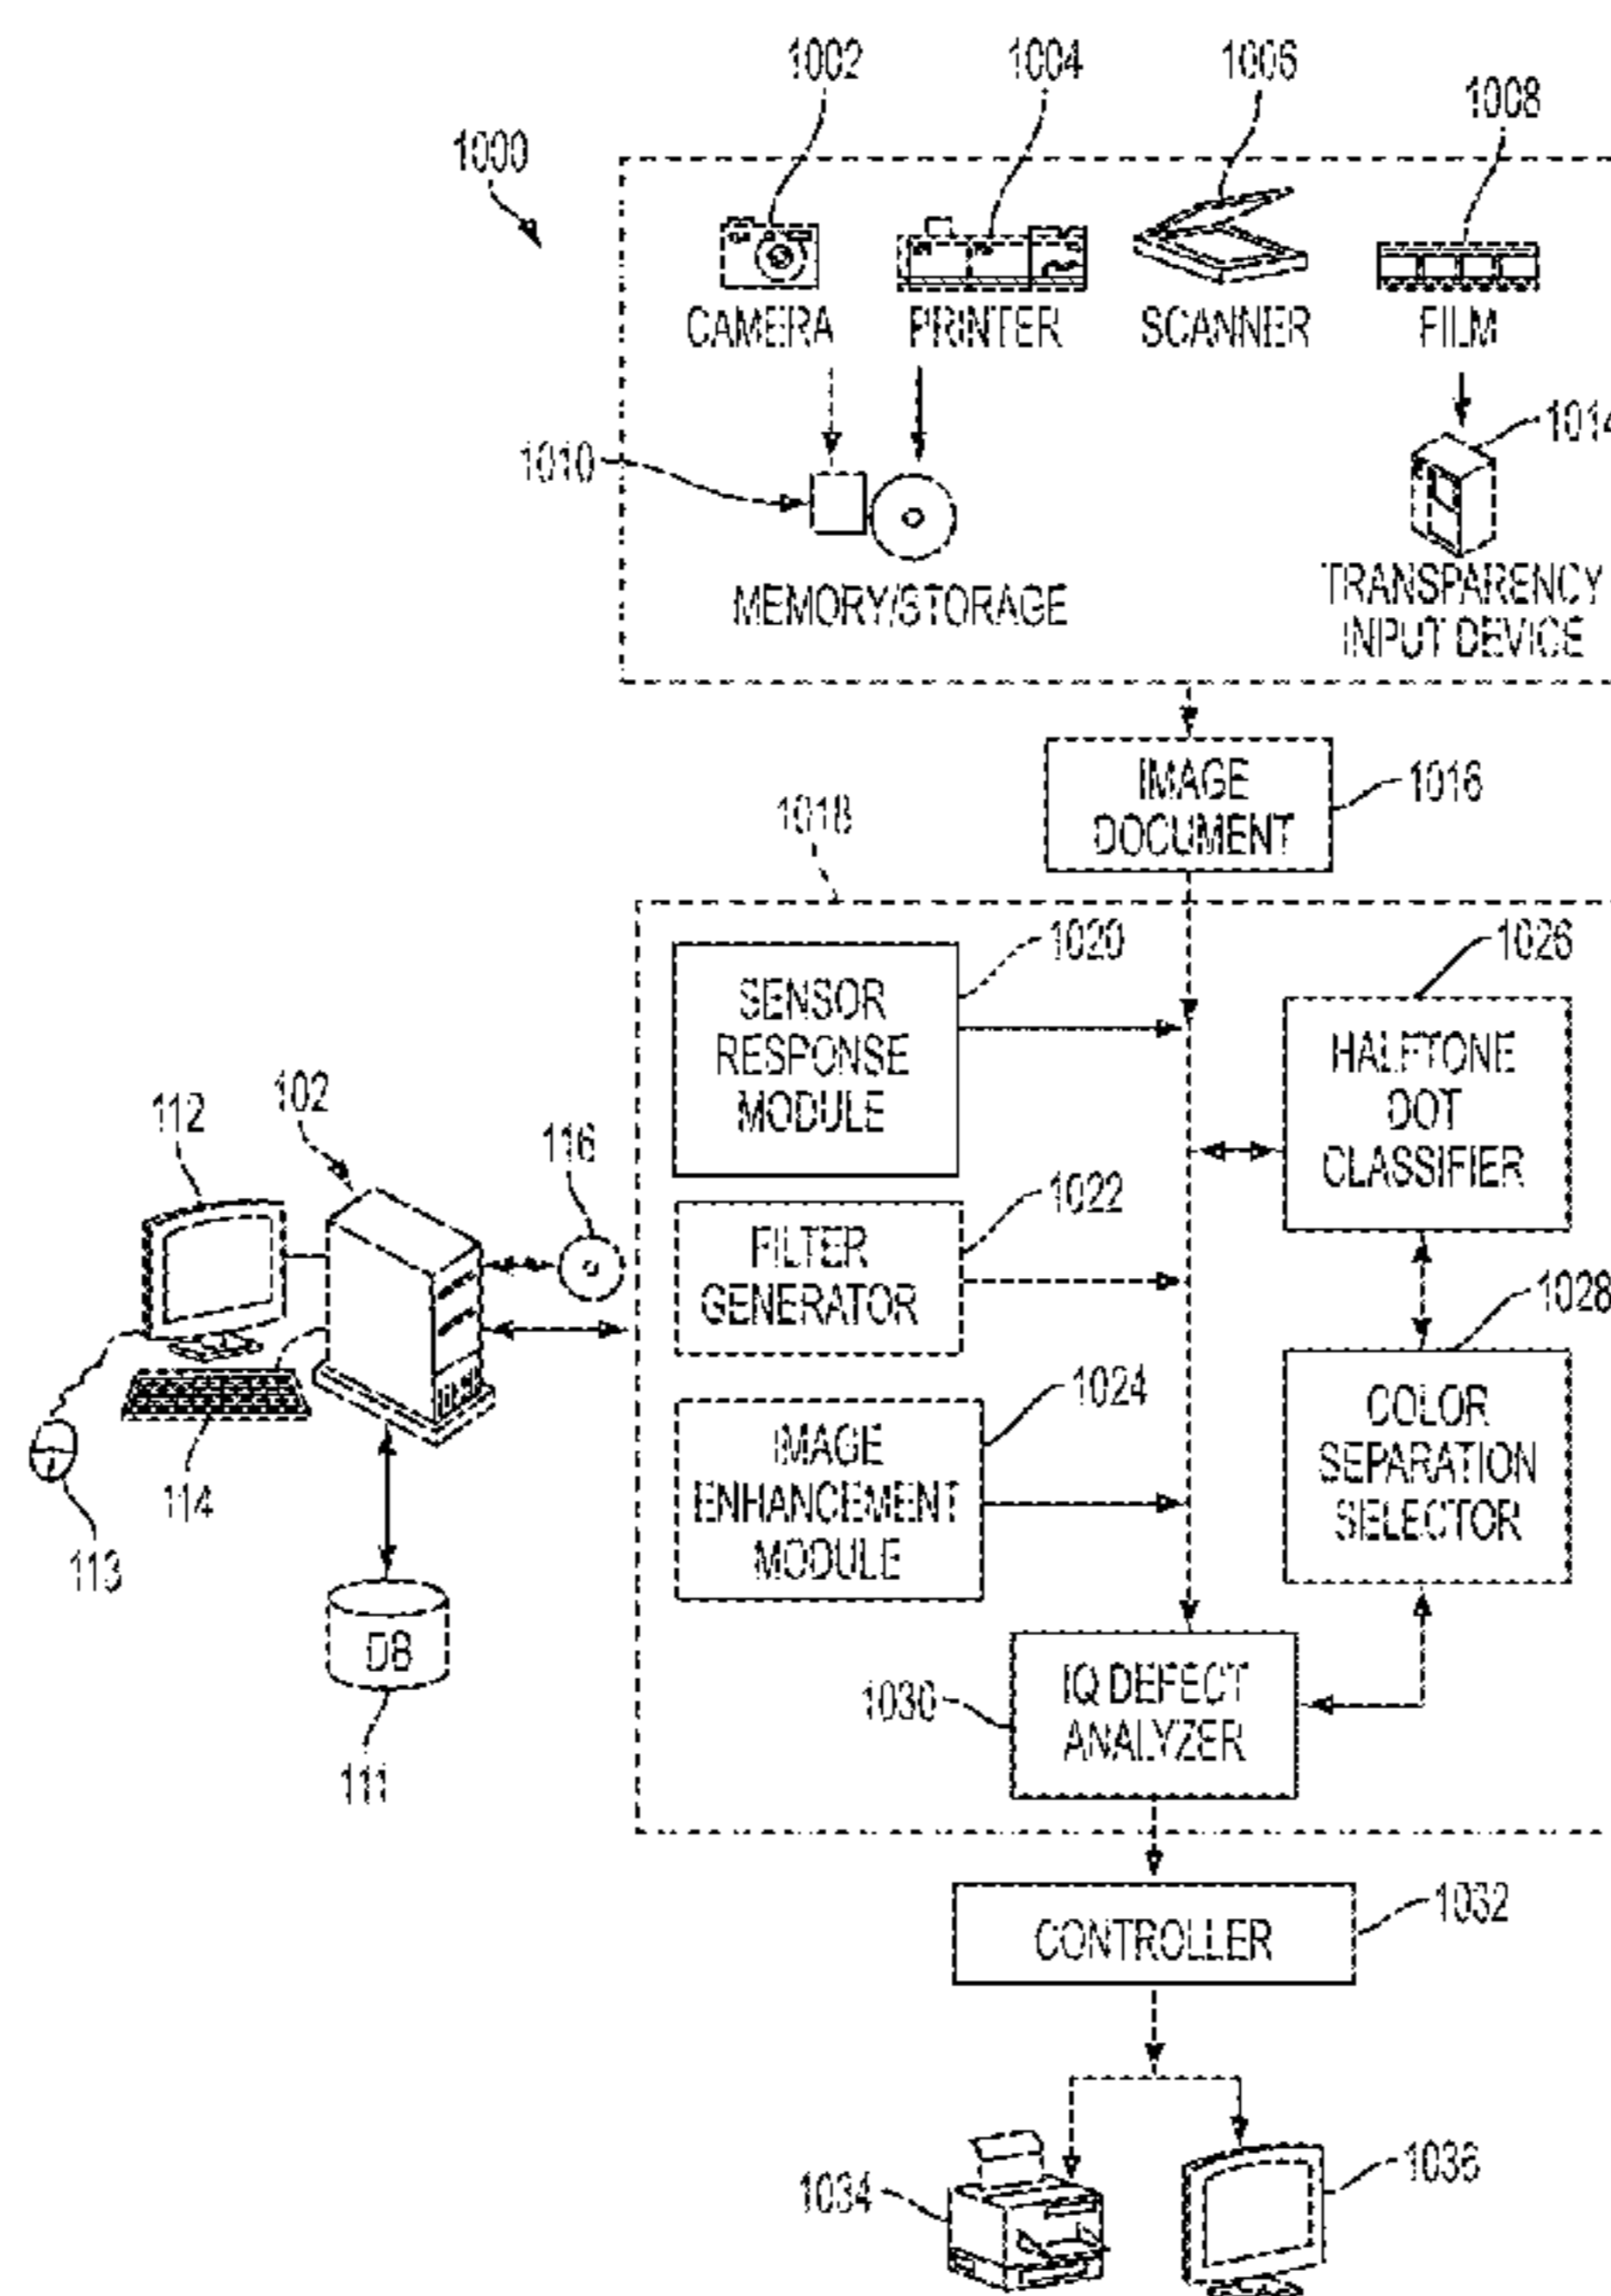 1002
1004
1006
1008
1000
CAMERA
PRINTER
SCANNER
FILM
1014
1010
MEMORY/STORAGE
TRANSPARENCY
INPUT DEVICE
IMAGE
DOCUMENT
1016
1018
1020
1026
SENSOR
RESPONSE
MODULE
HALFTONE
DOT
CLASSIFIER
102
112
116
1022
FILTER
GENERATOR
1028
1024
COLOR
SEPARATION
SELECTOR
IMAGE
ENHANCEMENT
MODULE
114
113
DB
111
1030
IQ DEFECT
ANALYZER
1032
CONTROLLER
1034
1036